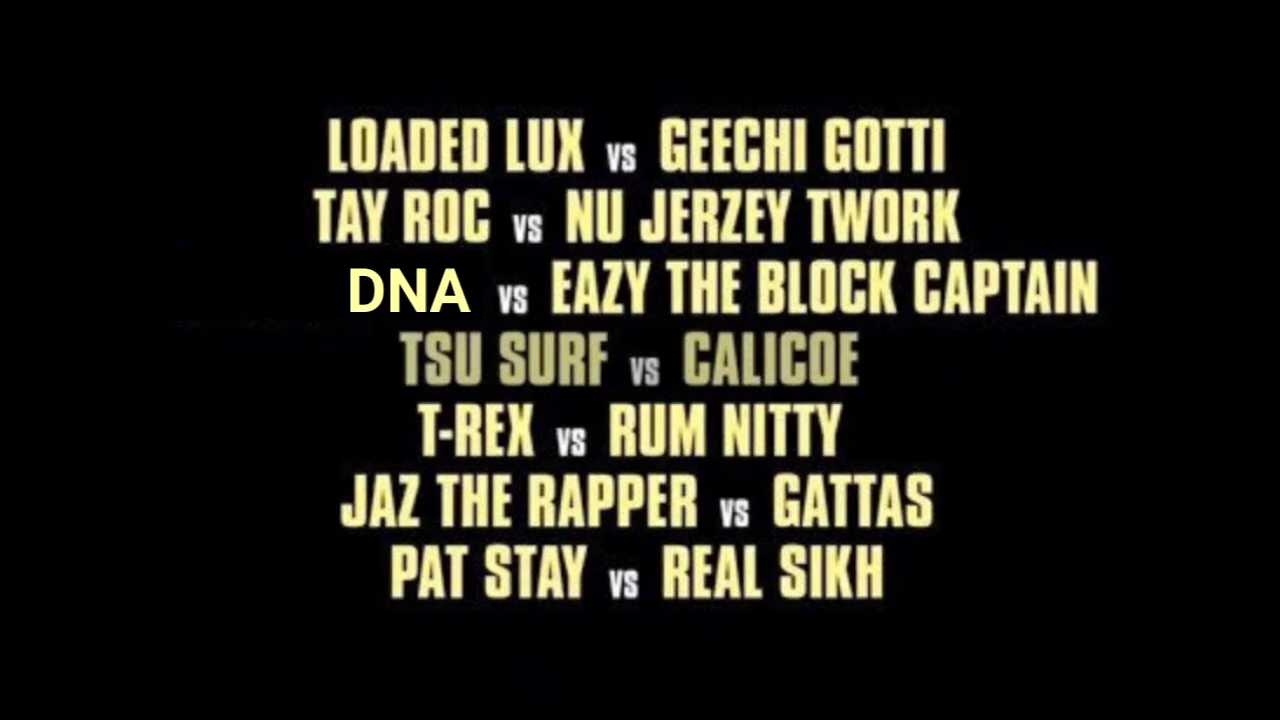 LOADED LUX VS GEECHI GOTTI
TAY ROC VS NU JERZEY TWORK
DNA VS EAZY THE BLOCK CAPTAIN
TSU SURF VS CALICOE
T-REX VS RUM NITTY
JAZ THE RAPPER VS GATTAS
PAT STAY VS REAL SIKH